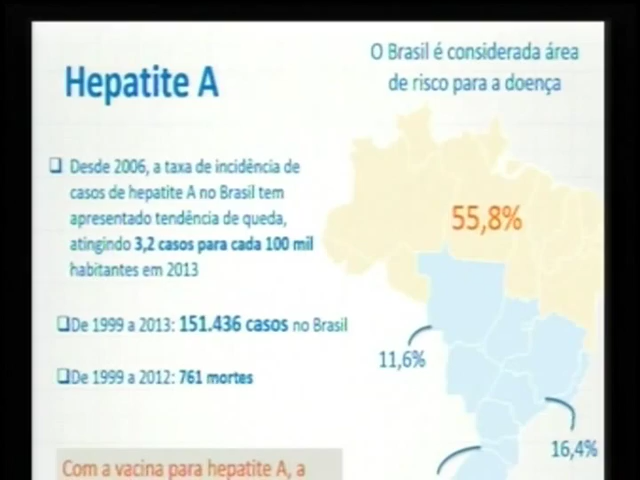 Hepatite A
O Brasil é considerada área
de risco para a doença
❑ Desde 2006, a taxa de incidência de
casos de hepatite A no Brasil tem
apresentado tendência de queda,
atingindo 3,2 casos para cada 100 mil
habitantes em 2013
❑De 1999 a 2013: 151.436 casos no Brasil
❑De 1999 a 2012: 761 mortes
Com a vacina para hepatite A, a
55,8%
11,6%
16,4%